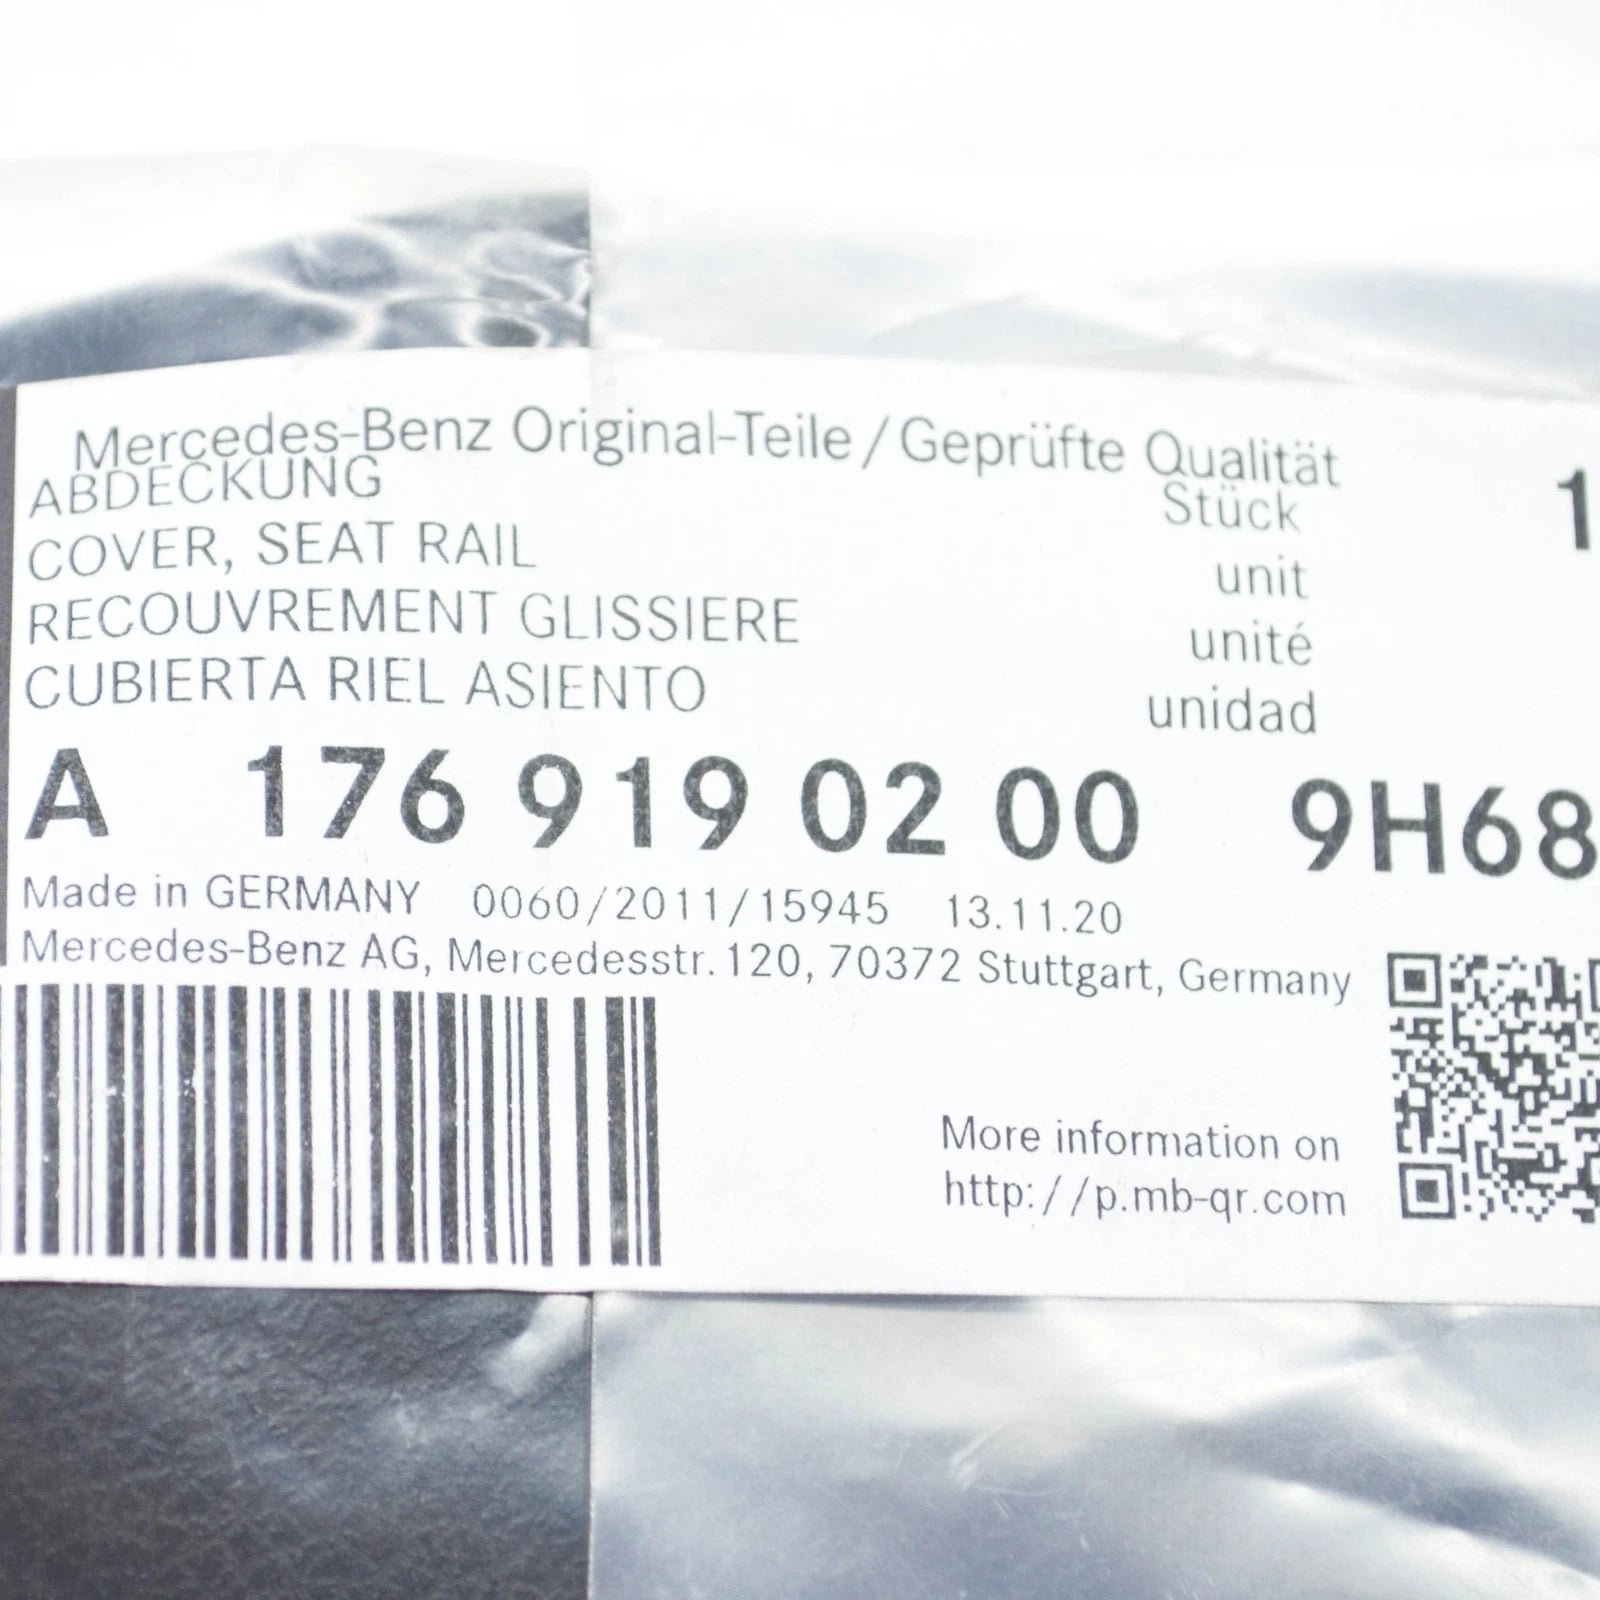 Mercedes-Benz Original-Teile / Geprüfte Qualität
ABDECKUNG Stück 1
COVER, SEAT RAIL unit
RECOUVREMENT GLISSIERE unité
CUBIERTA RIEL ASIENTO unidad
A 176 919 02 00 9H68
Made in GERMANY 0060/2011/15945 13.11.20
Mercedes-Benz AG, Mercedesstr. 120, 70372 Stuttgart, Germany
More information on
http://p.mb-qr.com